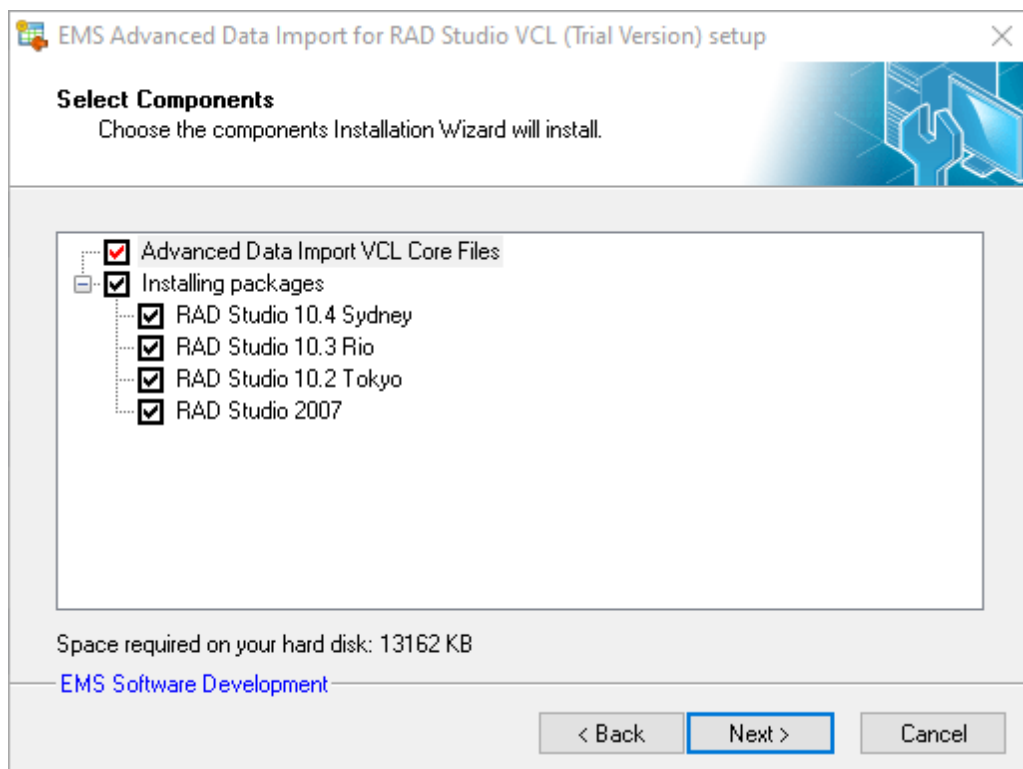 EMS Advanced Data Import for RAD Studio VCL (Trial Version) setup
Select Components
Choose the components Installation Wizard will install.
Advanced Data Import VCL Core Files
Installing packages
RAD Studio 10.4 Sydney
RAD Studio 10.3 Rio
RAD Studio 10.2 Tokyo
RAD Studio 2007
Space required on your hard disk: 13162 KB
EMS Software Development
< Back Next > Cancel